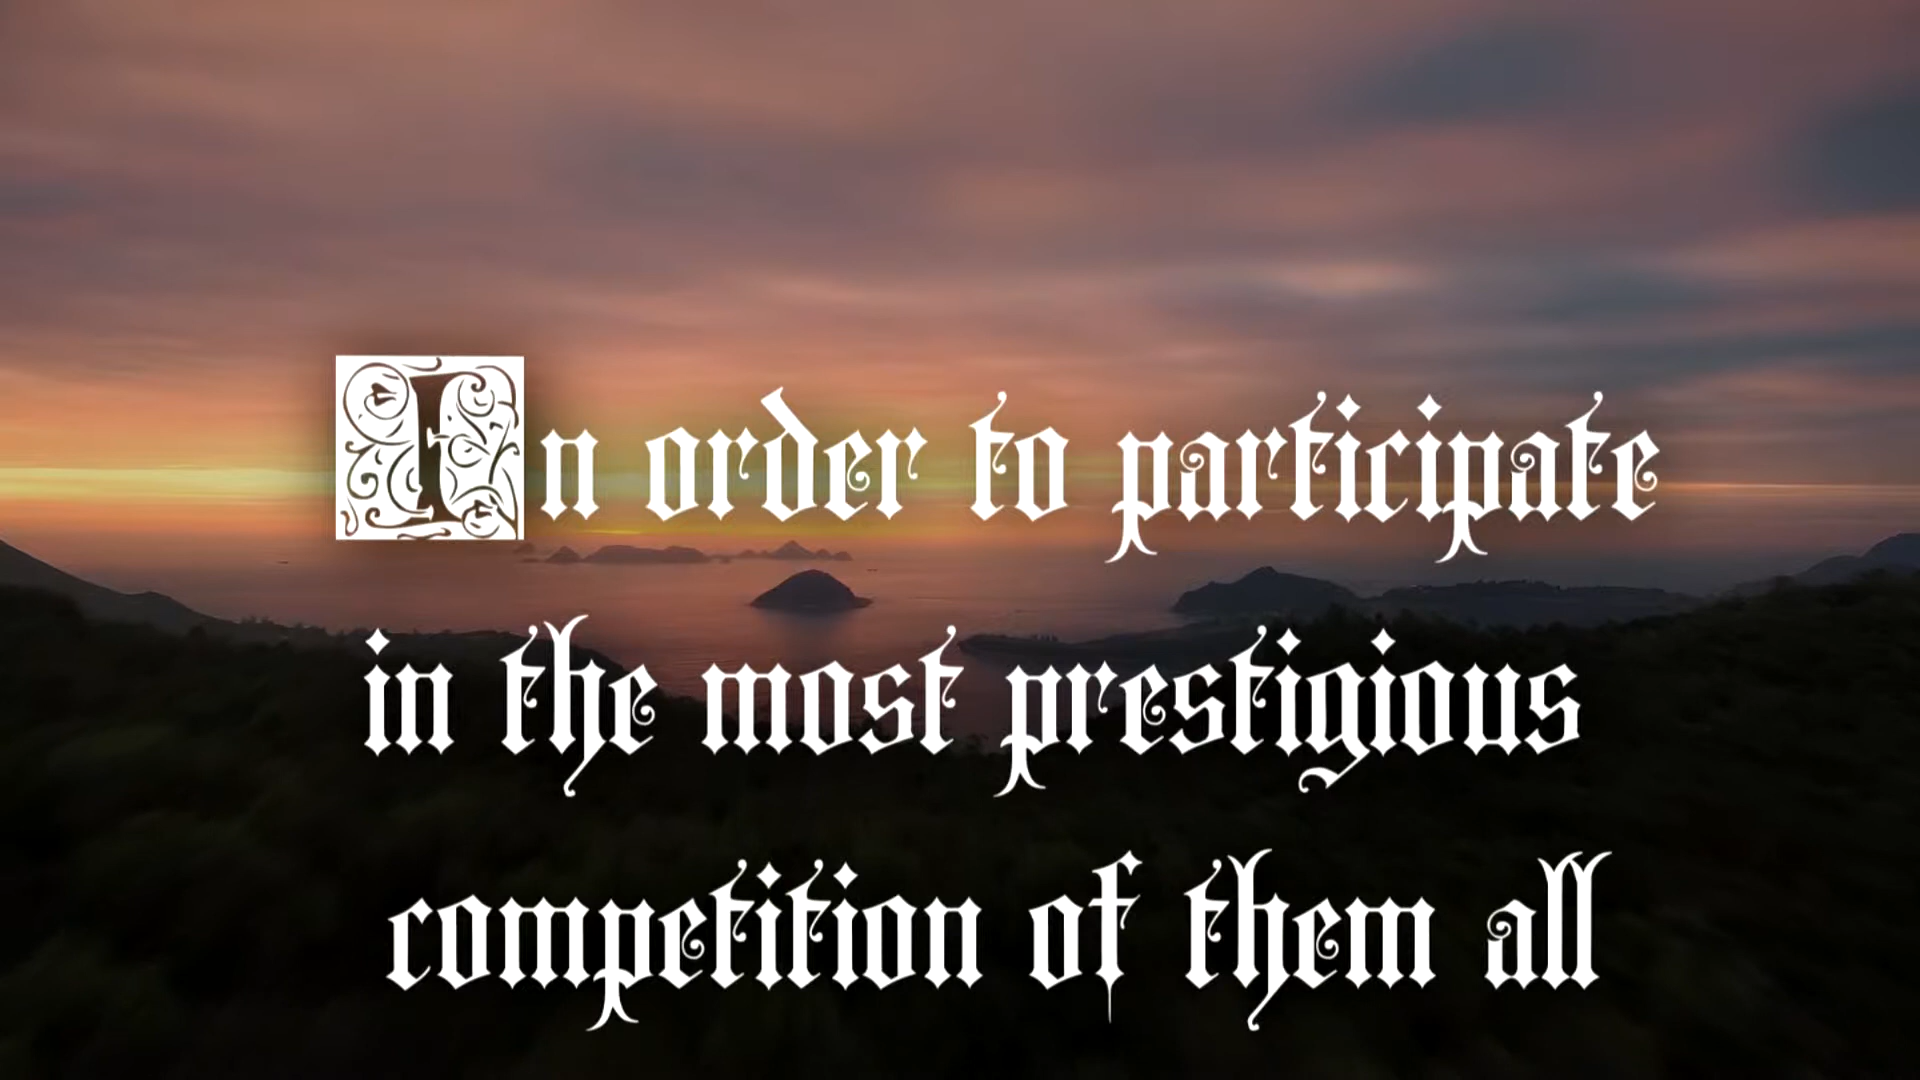 In order to participate
in the most prestigious
competition of them all